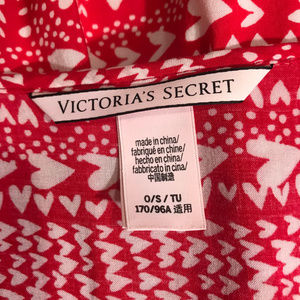 VICTORIA'S SECRET
made in china/
fabriqué en chine/
hecho en china/
fabricado in cina/
中国制造
O/S / TU
170/96A 适用